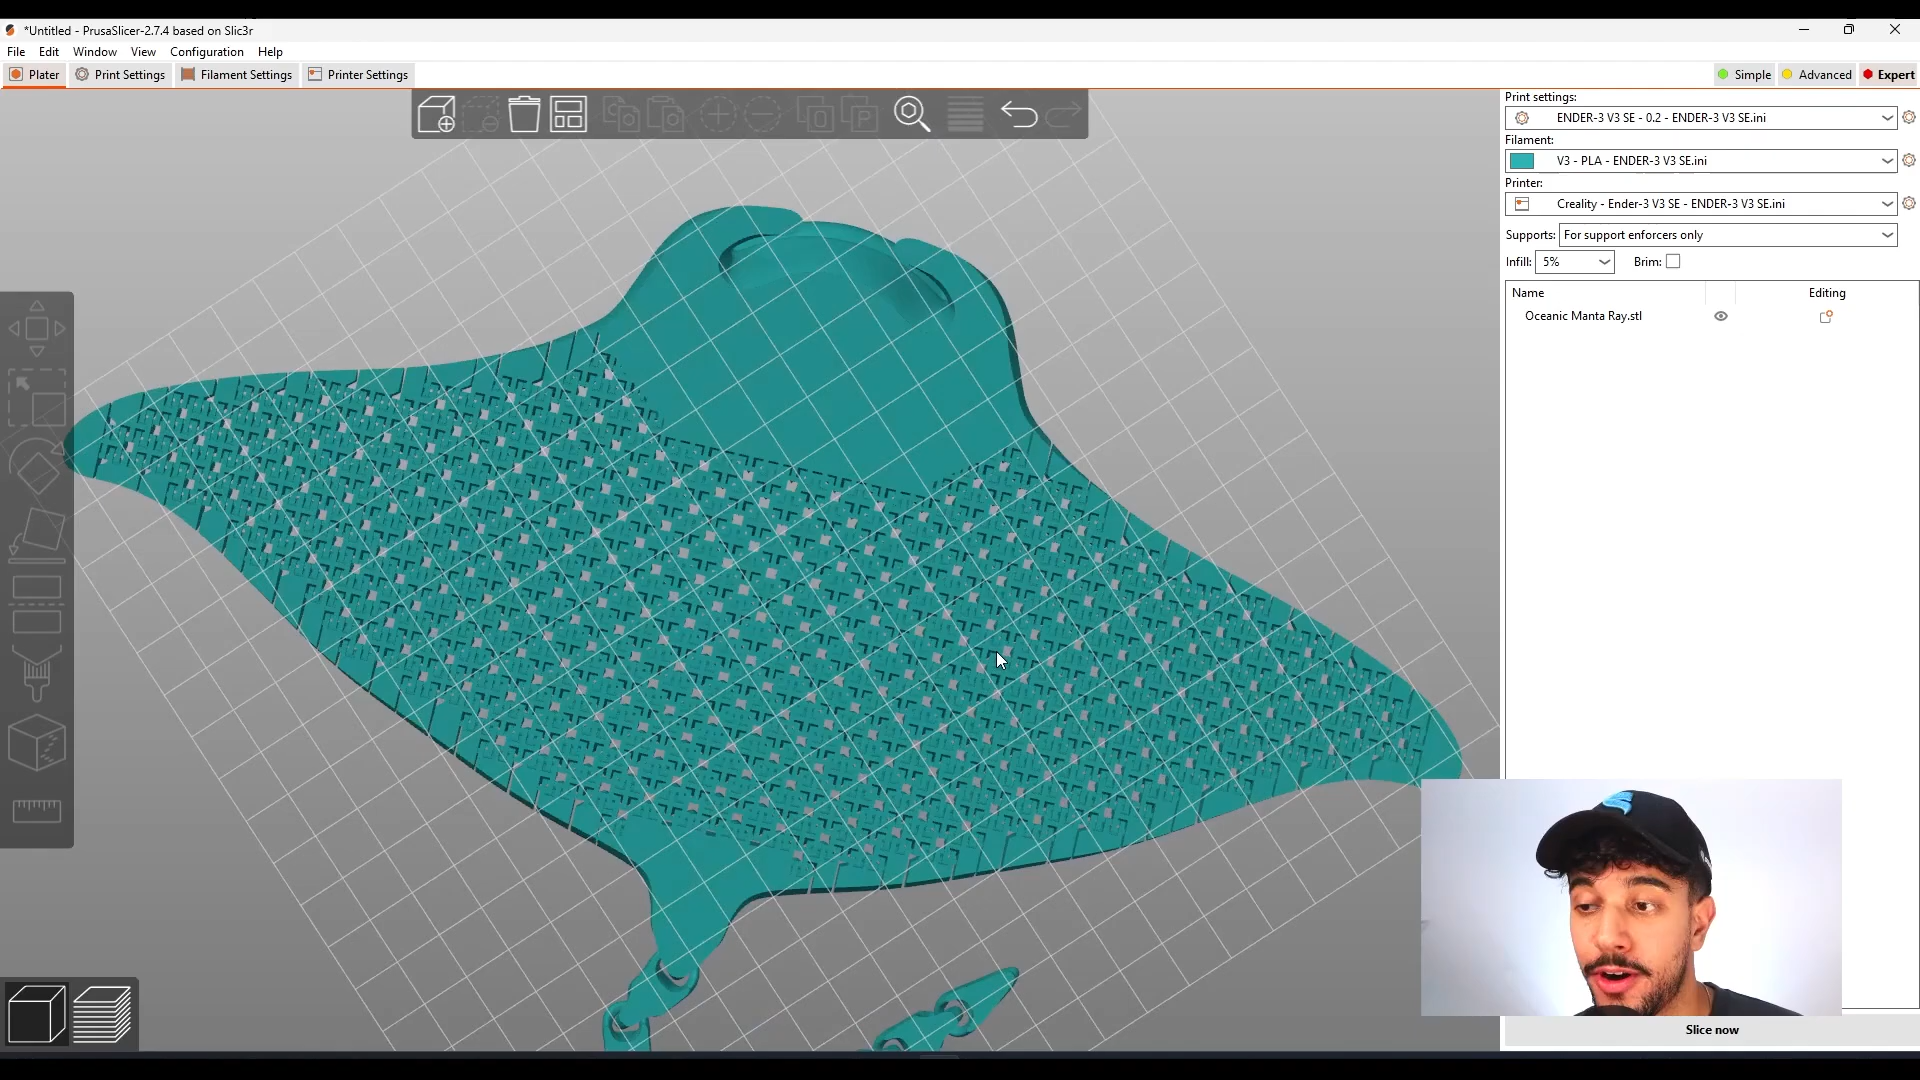 *Untitled - PrusaSlicer-2.7.4 based on Slic3r
File Edit Window View Configuration Help
Plater Print Settings Filament Settings Printer Settings Simple Advanced Expert
Print settings:
ENDER-3 V3 SE - 0.2 - ENDER-3 V3 SE.ini
Filament:
V3 - PLA - ENDER-3 V3 SE.ini
Printer:
Creality - Ender-3 V3 SE - ENDER-3 V3 SE.ini
Supports: For support enforcers only
Infill: 5% Brim:
Name Editing
Oceanic Manta Ray.stl
Slice now